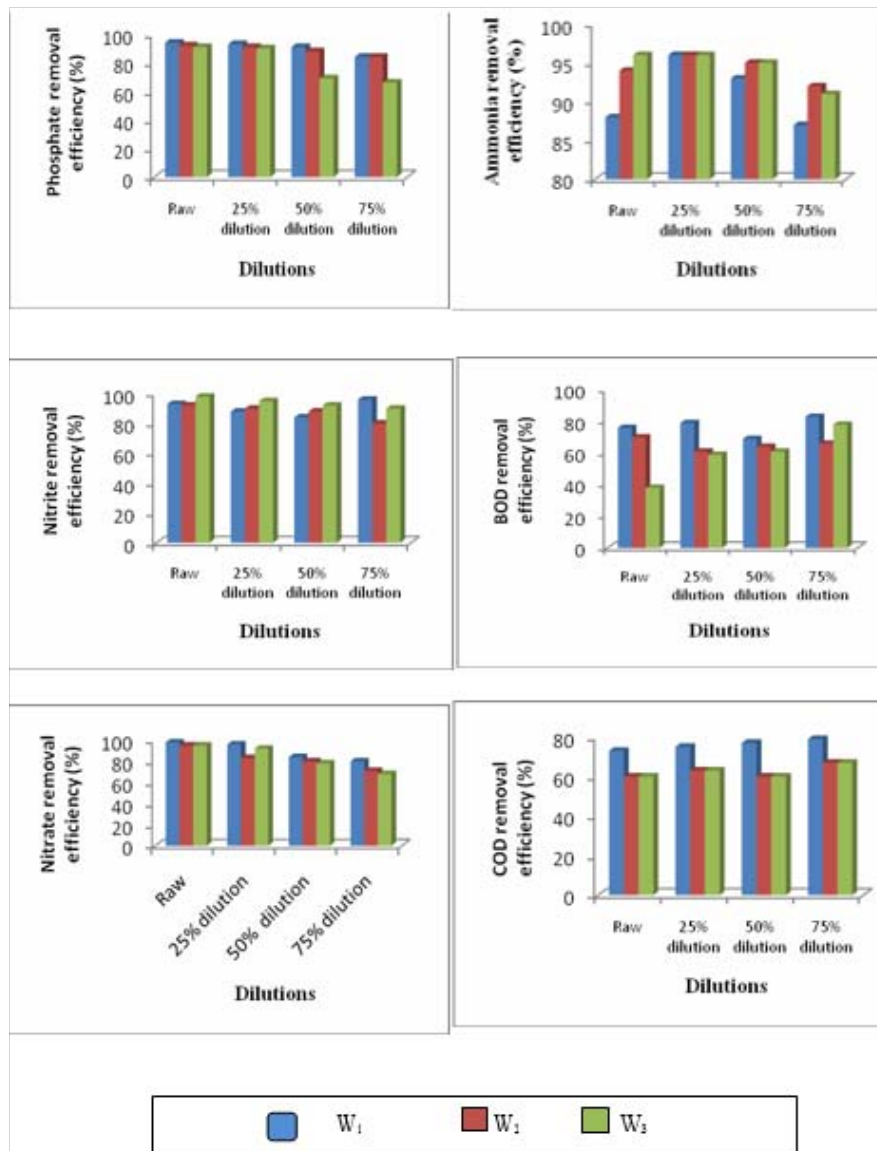 Phosphate removal
efficiency (%)
100
80
60
40
20
0
Raw
25%
dilution
50%
dilution
75%
dilution
Dilutions
Ammonia removal
efficiency (%)
100
95
90
85
80
Raw
25%
dilution
50%
dilution
75%
dilution
Dilutions
Nitrite removal
efficiency (%)
100
80
60
40
20
0
Raw
25%
dilution
50%
dilution
75%
dilution
Dilutions
BOD removal
efficiency (%)
100
80
60
40
20
0
Raw
25%
dilution
50%
dilution
75%
dilution
Dilutions
Nitrate removal
efficiency (%)
100
80
60
40
20
0
Raw
25% dilution
50% dilution
75% dilution
Dilutions
COD removal
efficiency (%)
80
60
40
20
0
Raw
25%
dilution
50%
dilution
75%
dilution
Dilutions
W₁ W₂ W₃